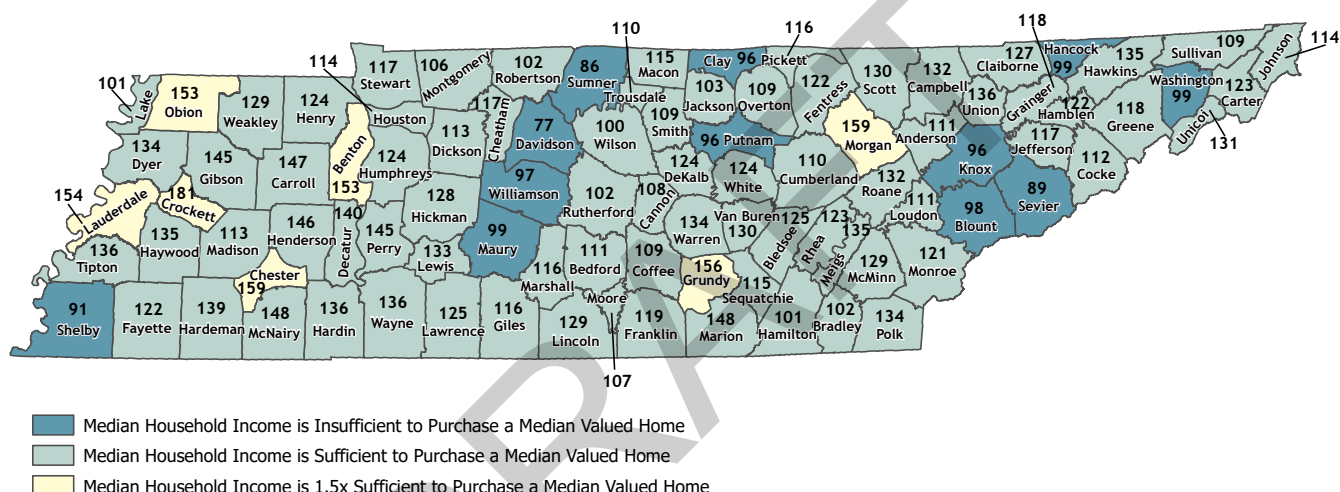 118
116
110
114
Hancock
99
127
Claiborne
135
Hawkins
Sullivan
109
Johnson
114
115
Macon
Clay 96
Pickett
102
Robertson
86
Sumner
106
Montgomery
117
Stewart
114
101
Lake
153
Obion
129
Weakley
124
Henry
Houston
117
Cheatham
Trousdale
103
Jackson
109
Overton
122
Fentress
130
Scott
132
Campbell
136
Union
Grainger
122
Hamblen
118
Greene
Washington
99
123
Carter
Unicoi
131
134
Dyer
145
Gibson
147
Carroll
Benton
153
124
Humphreys
113
Dickson
77
Davidson
100
Wilson
109
Smith
96 Putnam
159
Morgan
111
Anderson
96
Knox
117
Jefferson
112
Cocke
154
Lauderdale
181
Crockett
128
Hickman
97
Williamson
102
Rutherford
108
Cannon
124
DeKalb
124
White
110
Cumberland
132
Roane
111
Loudon
98
Blount
89
Sevier
136
Tipton
135
Haywood
113
Madison
146
Henderson
140
Decatur
145
Perry
133
Lewis
99
Maury
116
Marshall
111
Bedford
109
Coffee
134
Warren
Van Buren
130
125
Bledsoe
123
Rhea
135
Meigs
129
McMinn
121
Monroe
Chester
159
156
Grundy
115
Sequatchie
91
Shelby
122
Fayette
139
Hardeman
148
McNairy
136
Hardin
136
Wayne
125
Lawrence
116
Giles
129
Lincoln
Moore
107
119
Franklin
148
Marion
101
Hamilton
102
Bradley
134
Polk
DRAFT
Median Household Income is Insufficient to Purchase a Median Valued Home
Median Household Income is Sufficient to Purchase a Median Valued Home
Median Household Income is 1.5x Sufficient to Purchase a Median Valued Home